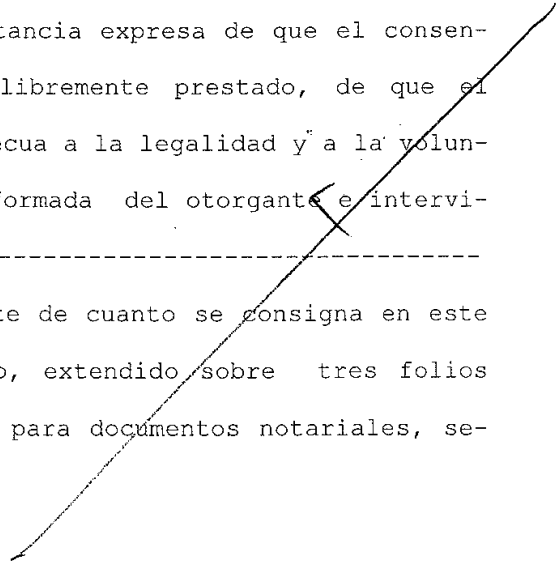 tancia expresa de que el consen-
libremente prestado, de que el
ecua a la legalidad y a la volun-
formada del otorgante e intervi-
--------------------------------
te de cuanto se consigna en este
o, extendido sobre tres folios
para documentos notariales, se-